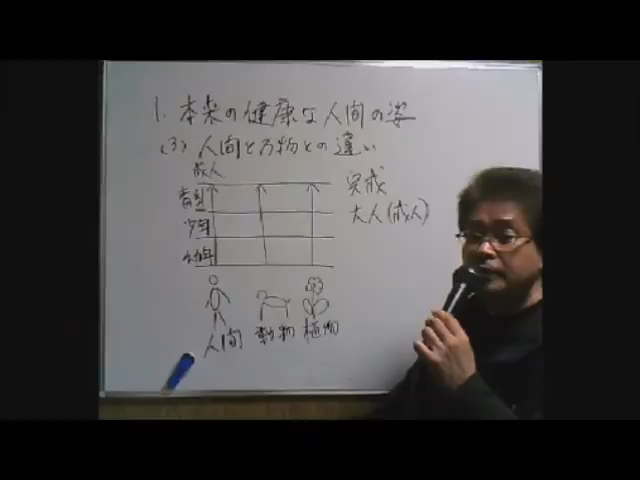 1. 本来の健康な人間の姿
(3) 人間と万物との違い
成人
青年
少年
幼年
完成
大人(成人)
人間
動物
植物